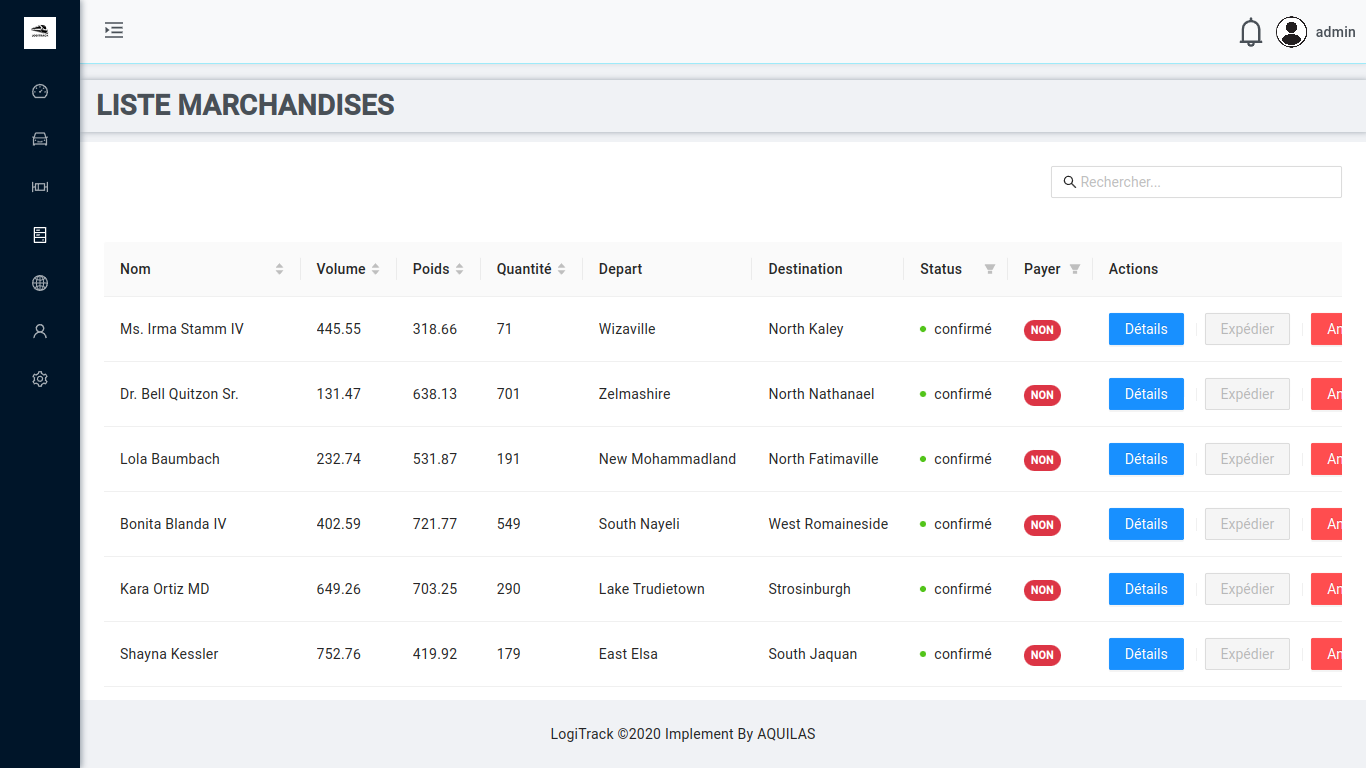 admin
LISTE MARCHANDISES
Rechercher...
Nom Volume Poids Quantité Depart Destination Status Payer Actions
Ms. Irma Stamm IV 445.55 318.66 71 Wizaville North Kaley confirmé NON Détails Expédier An
Dr. Bell Quitzon Sr. 131.47 638.13 701 Zelmashire North Nathanael confirmé NON Détails Expédier An
Lola Baumbach 232.74 531.87 191 New Mohammadland North Fatimaville confirmé NON Détails Expédier An
Bonita Blanda IV 402.59 721.77 549 South Nayeli West Romaineside confirmé NON Détails Expédier An
Kara Ortiz MD 649.26 703.25 290 Lake Trudietown Strosinburgh confirmé NON Détails Expédier An
Shayna Kessler 752.76 419.92 179 East Elsa South Jaquan confirmé NON Détails Expédier An
LogiTrack ©2020 Implement By AQUILAS